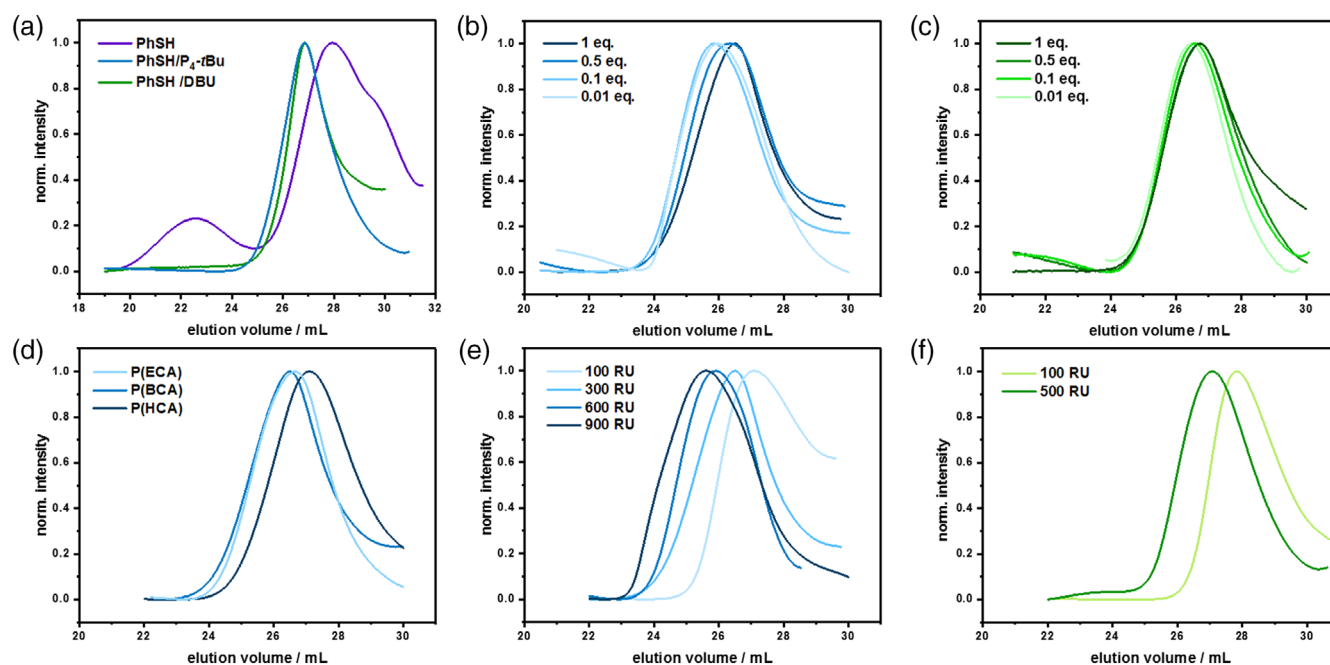 (a)
PhSH
PhSH/P₄-tBu
PhSH /DBU
norm. intensity
1.0
0.8
0.6
0.4
0.2
0.0
18 20 22 24 26 28 30 32
elution volume / mL
(b)
1 eq.
0.5 eq.
0.1 eq.
0.01 eq.
norm. intensity
1.0
0.8
0.6
0.4
0.2
0.0
20 22 24 26 28 30
elution volume / mL
(c)
1 eq.
0.5 eq.
0.1 eq.
0.01 eq.
norm. intensity
1.0
0.8
0.6
0.4
0.2
0.0
20 22 24 26 28 30
elution volume / mL
(d)
P(ECA)
P(BCA)
P(HCA)
norm. intensity
1.0
0.8
0.6
0.4
0.2
0.0
20 22 24 26 28 30
elution volume / mL
(e)
100 RU
300 RU
600 RU
900 RU
norm. intensity
1.0
0.8
0.6
0.4
0.2
0.0
20 22 24 26 28 30
elution volume / mL
(f)
100 RU
500 RU
norm. intensity
1.0
0.8
0.6
0.4
0.2
0.0
20 22 24 26 28 30
elution volume / mL